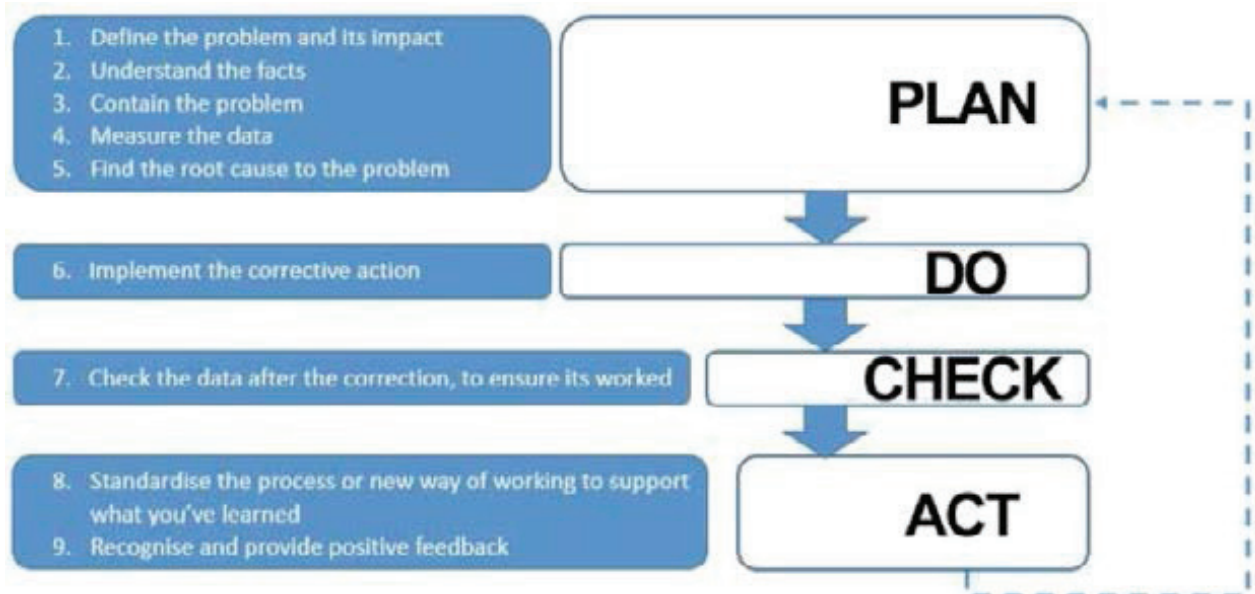 1. Define the problem and its impact
2. Understand the facts
3. Contain the problem
4. Measure the data
5. Find the root cause to the problem
PLAN
6. Implement the corrective action
DO
7. Check the data after the correction, to ensure its worked
CHECK
8. Standardise the process or new way of working to support
what you've learned
9. Recognise and provide positive feedback
ACT